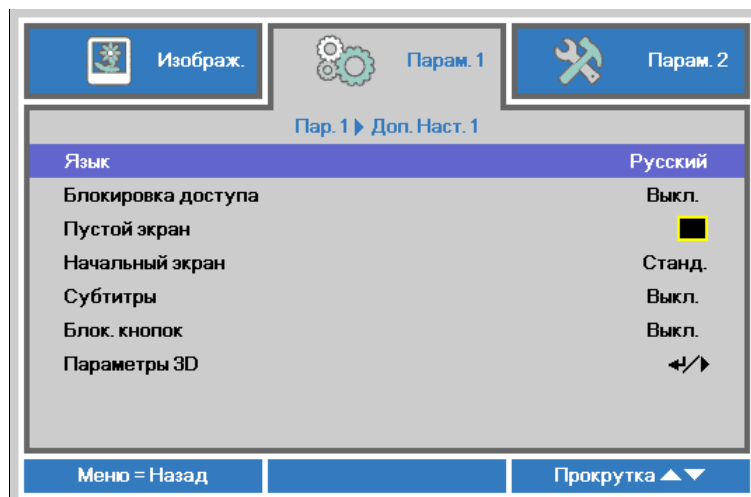 Изображ. Парам. 1 Парам. 2
Пар. 1 Доп. Наст. 1
Язык Русский
Блокировка доступа Выкл.
Пустой экран
Начальный экран Станд.
Субтитры Выкл.
Блок. кнопок Выкл.
Параметры 3D
Меню = Назад Прокрутка